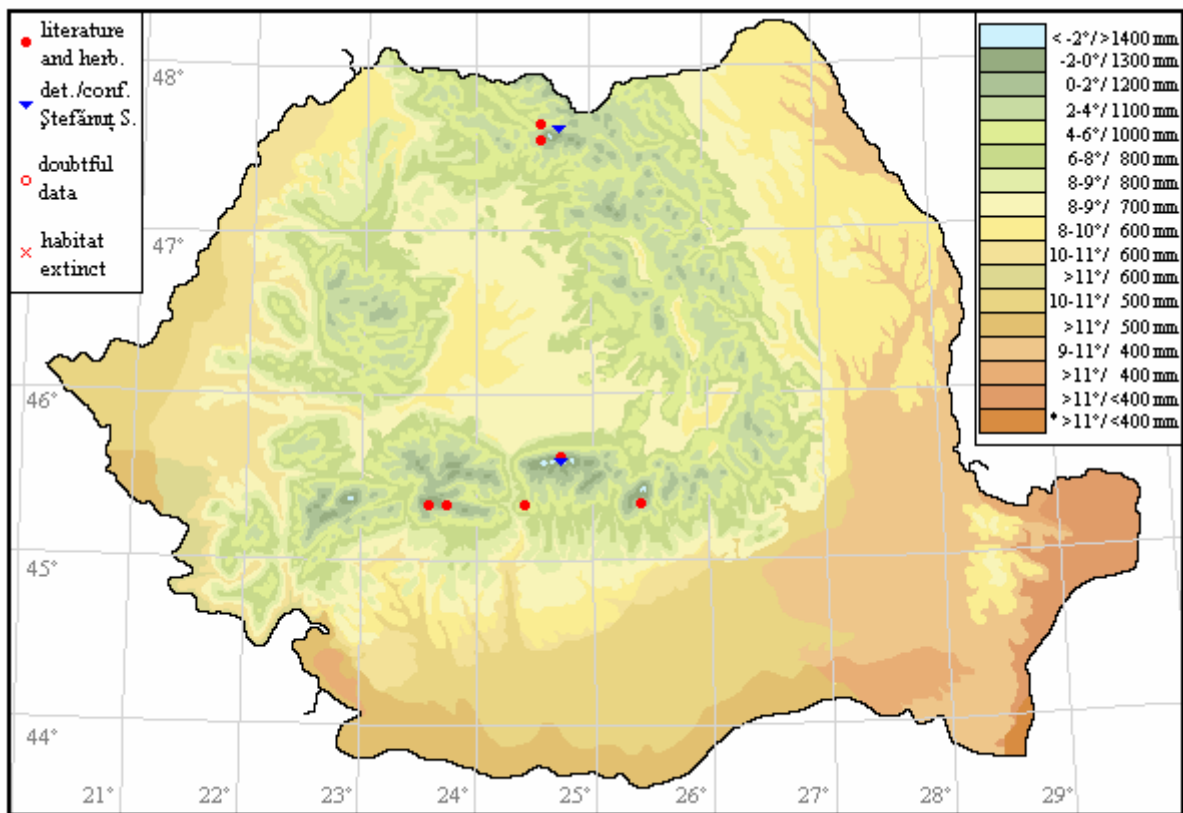 literature
and herb.
det./conf.
Ştefănuţ S.
doubtful
data
habitat
extinct
< -2°/>1400 mm
-2-0°/1300 mm
0-2°/1200 mm
2-4°/1100 mm
4-6°/1000 mm
6-8°/ 800 mm
8-9°/ 800 mm
8-9°/ 700 mm
8-10°/ 600 mm
10-11°/ 600 mm
>11°/ 600 mm
10-11°/ 500 mm
>11°/ 500 mm
9-11°/ 400 mm
>11°/ 400 mm
>11°/<400 mm
* >11°/<400 mm
48°
47°
46°
45°
44°
21°
22°
23°
24°
25°
26°
27°
28°
29°